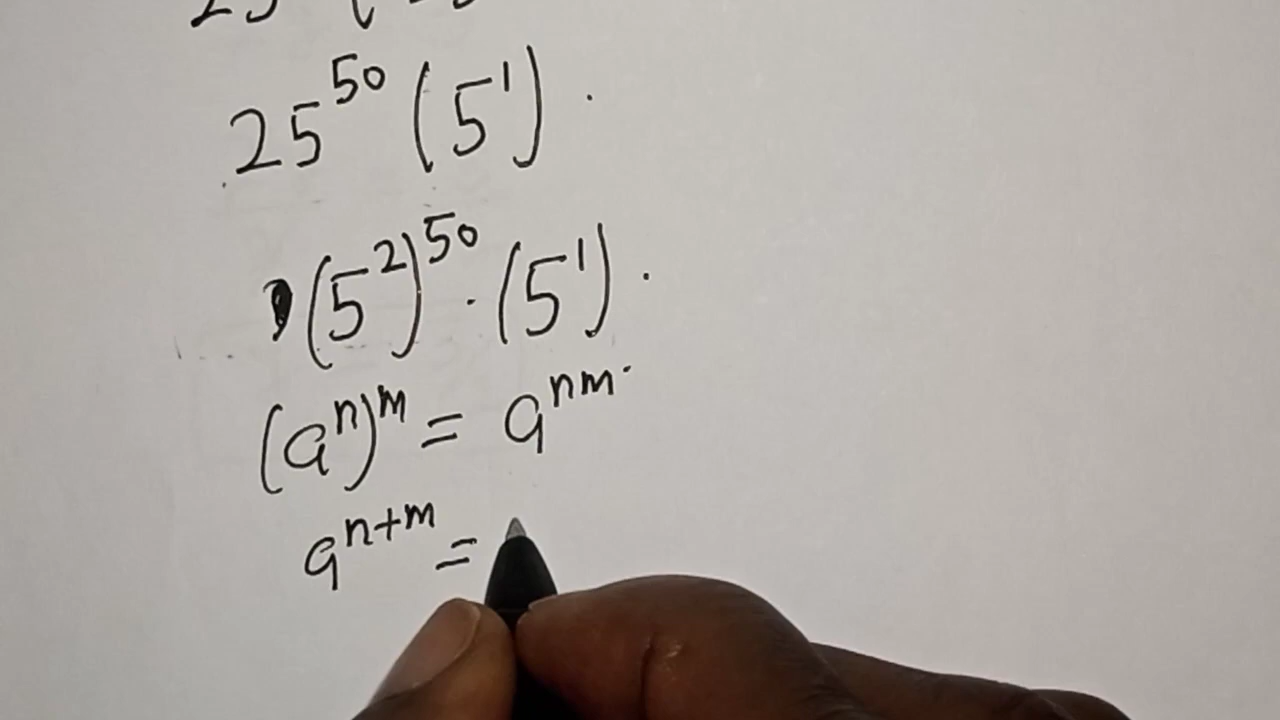 25^50 (5^1).
(5^2)^50 · (5^1).
(a^n)^m = a^nm.
a^n+m =